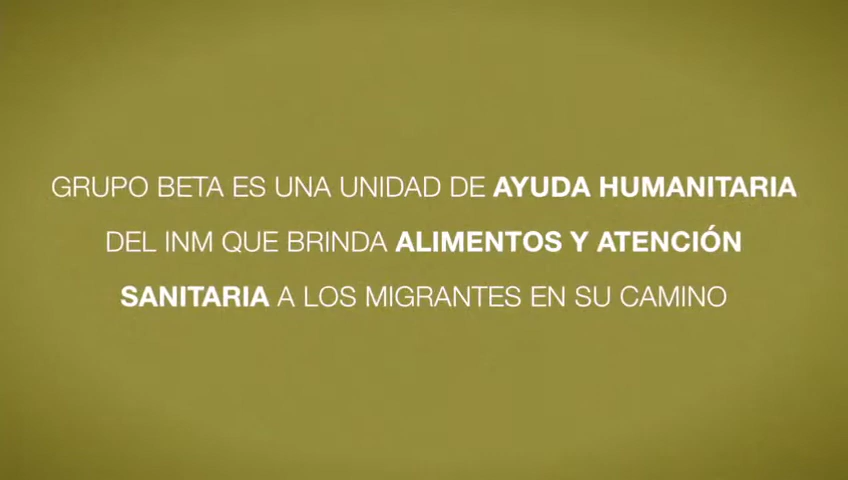 GRUPO BETA ES UNA UNIDAD DE AYUDA HUMANITARIA
DEL INM QUE BRINDA ALIMENTOS Y ATENCIÓN
SANITARIA A LOS MIGRANTES EN SU CAMINO